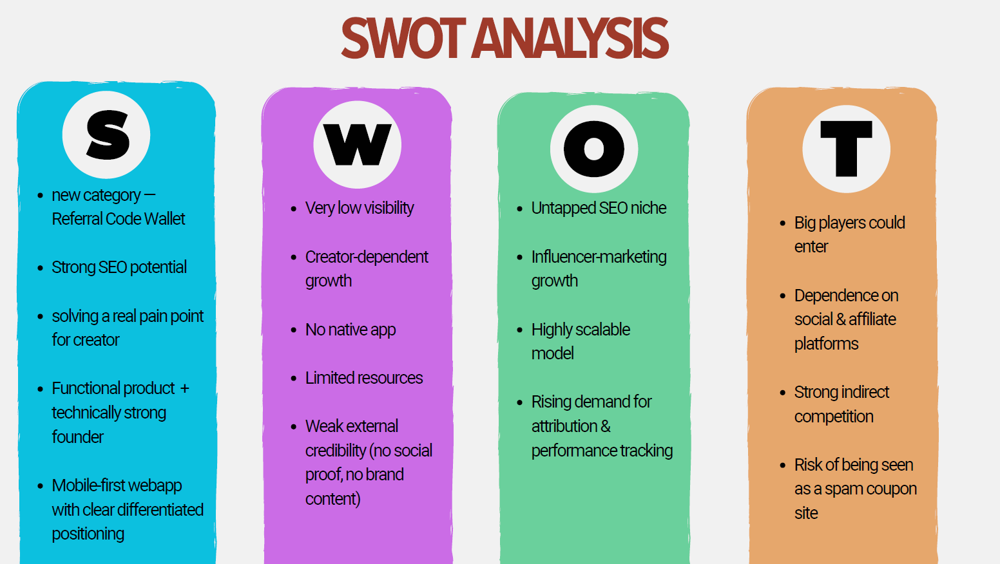 SWOT ANALYSIS
S
• new category —
Referral Code Wallet
• Strong SEO potential
• solving a real pain point
for creator
• Functional product +
technically strong
founder
• Mobile-first webapp
with clear differentiated
positioning
W
• Very low visibility
• Creator-dependent
growth
• No native app
• Limited resources
• Weak external
credibility (no social
proof, no brand
content)
O
• Untapped SEO niche
• Influencer-marketing
growth
• Highly scalable
model
• Rising demand for
attribution &
performance tracking
T
• Big players could
enter
• Dependence on
social & affiliate
platforms
• Strong indirect
competition
• Risk of being seen
as a spam coupon
site